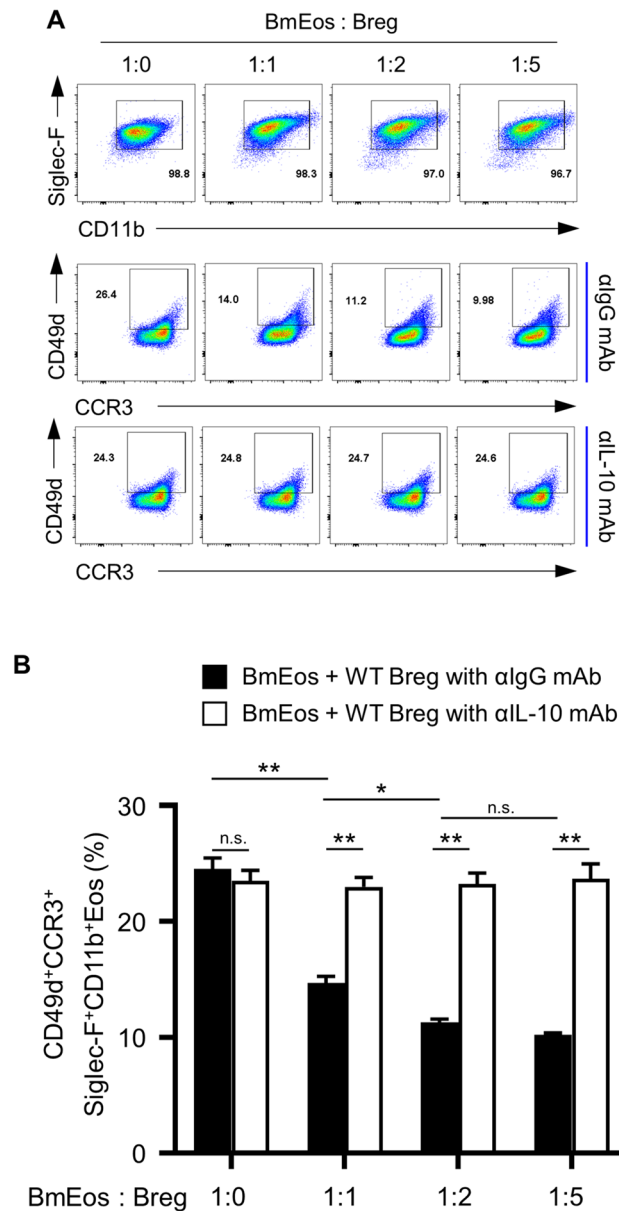 A
BmEos : Breg
1:0 1:1 1:2 1:5
Siglec-F
98.8 98.3 97.0 96.7
CD11b
CD49d
26.4 14.0 11.2 9.98
αIgG mAb
CCR3
CD49d
24.3 24.8 24.7 24.6
αIL-10 mAb
CCR3
B
BmEos + WT Breg with αIgG mAb
BmEos + WT Breg with αIL-10 mAb
** * n.s.
n.s. ** ** **
30
20
10
0
CD49d⁺CCR3⁺
Siglec-F⁺CD11b⁺Eos (%)
BmEos : Breg 1:0 1:1 1:2 1:5